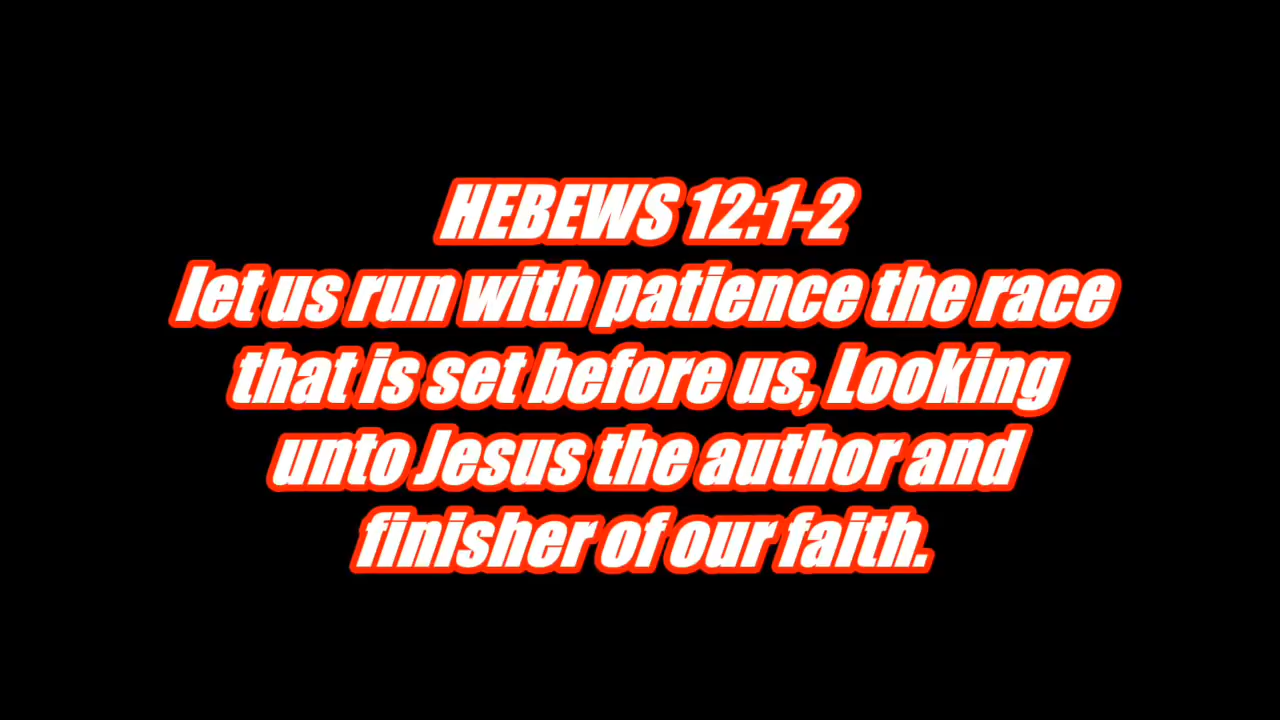 HEBEWS 12:1-2
let us run with patience the race
that is set before us, Looking
unto Jesus the author and
finisher of our faith.